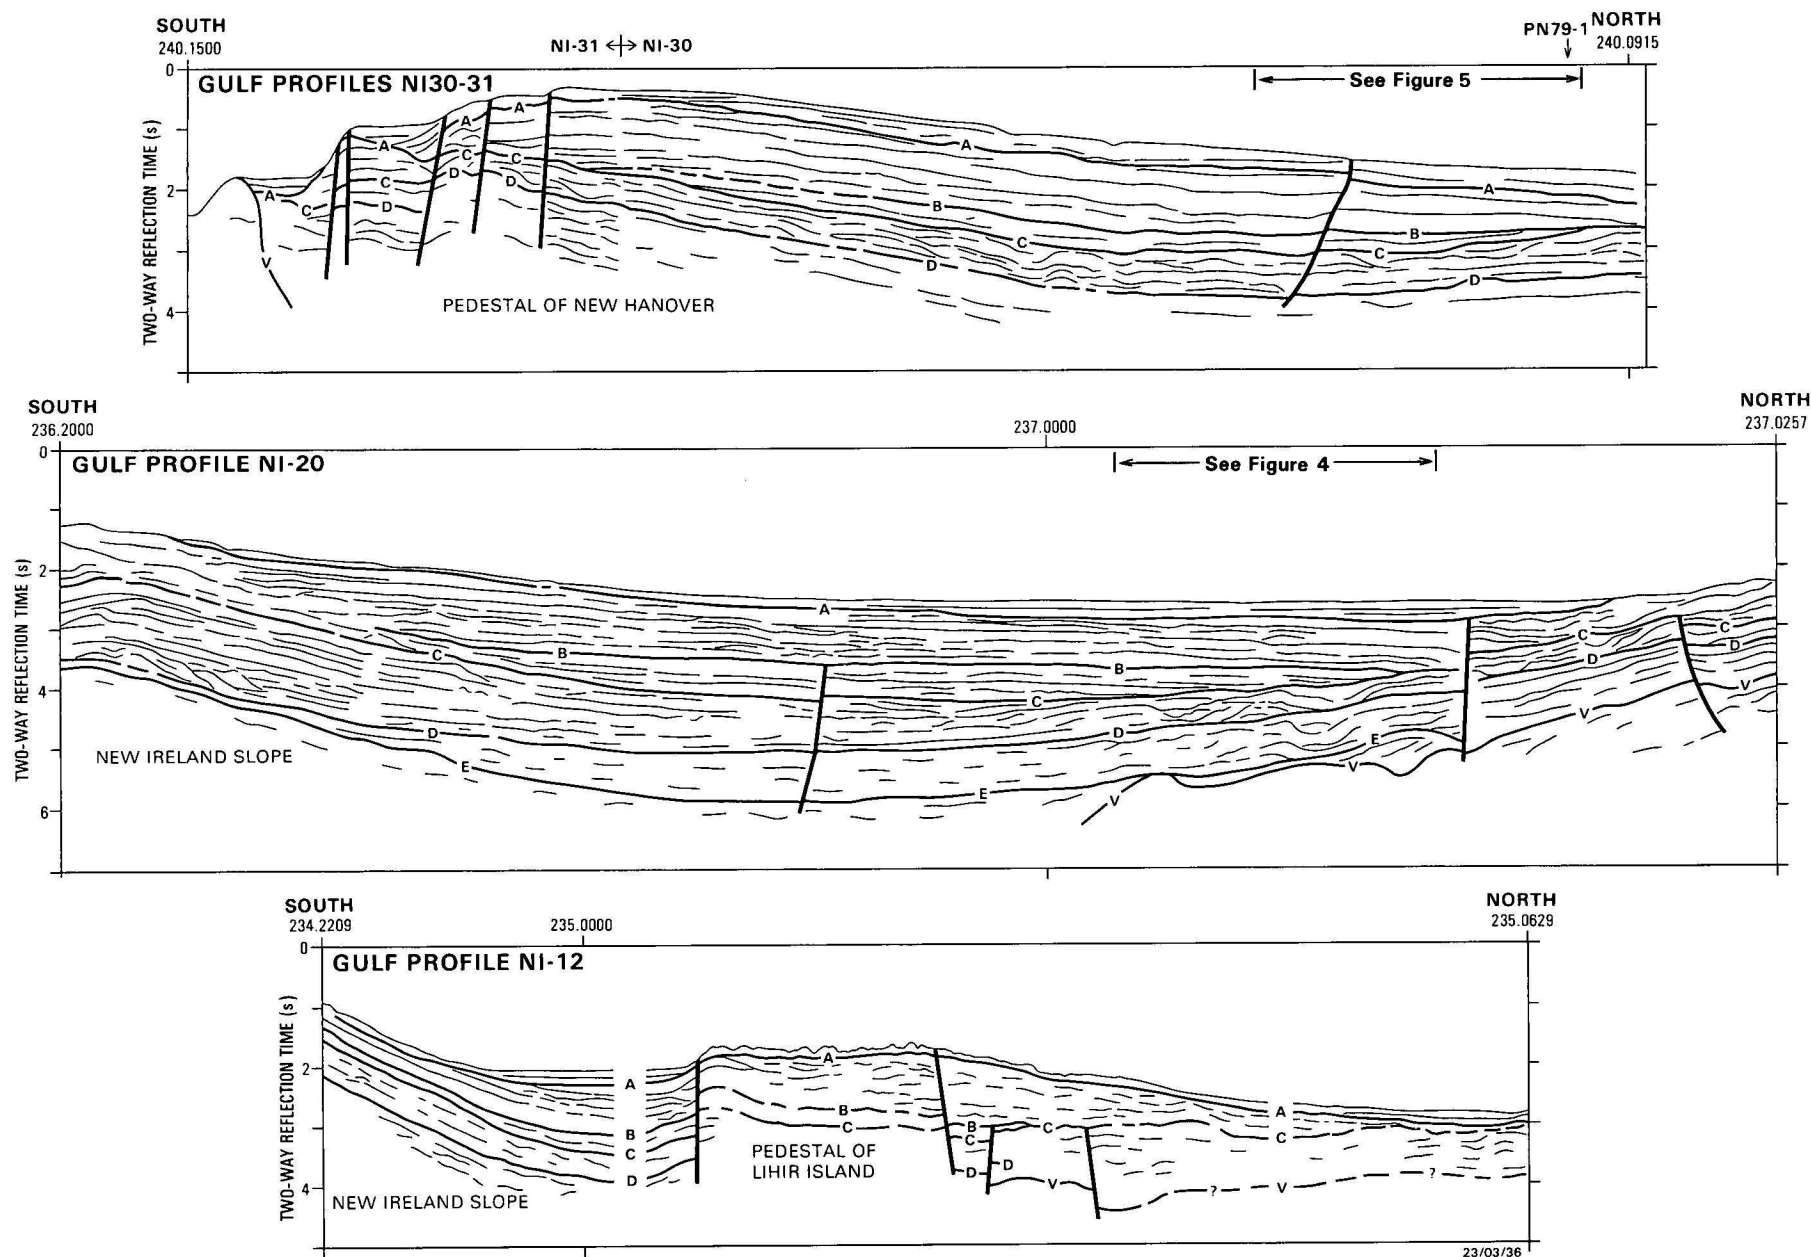 SOUTH
240.1500
NI-31 ↔ NI-30
PN79-1
NORTH
240.0915
GULF PROFILES NI30-31
See Figure 5
TWO-WAY REFLECTION TIME (s)
0
2
4
A
A
A
A
A
A
C
C
C
C
C
C
D
D
D
D
D
B
B
V
PEDESTAL OF NEW HANOVER
SOUTH
236.2000
237.0000
NORTH
237.0257
GULF PROFILE NI-20
See Figure 4
TWO-WAY REFLECTION TIME (s)
0
2
4
6
A
B
B
C
C
C
C
D
D
D
D
E
E
E
V
V
V
V
NEW IRELAND SLOPE
SOUTH
234.2209
235.0000
NORTH
235.0629
GULF PROFILE NI-12
TWO-WAY REFLECTION TIME (s)
0
2
4
A
A
A
B
B
B
C
C
C
C
C
D
D
D
V
V
?
?
PEDESTAL OF
LIHIR ISLAND
NEW IRELAND SLOPE
23/03/36